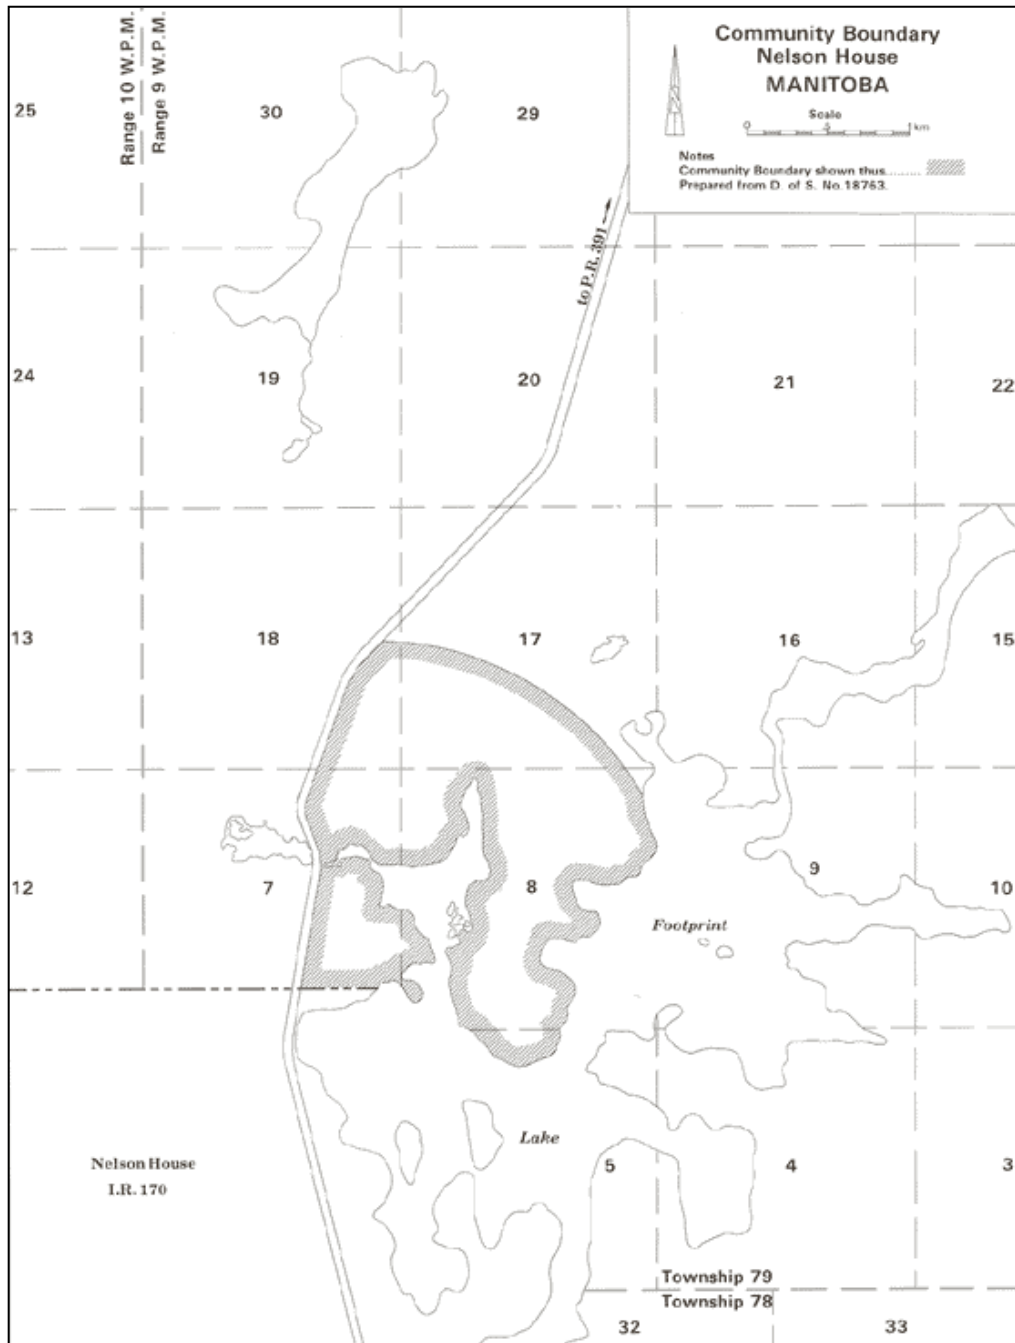 Community Boundary
Nelson House
MANITOBA
Scale
0 .5 1 km
Notes
Community Boundary shown thus........
Prepared from D. of S. No.18763.
Range 10 W.P.M.
Range 9 W.P.M.
25 30 29
to P.R. 391
24 19 20 21 22
13 18 17 16 15
12 7 8 9 10
Footprint
Lake
Nelson House
I.R. 170
5 4 3
Township 79
Township 78
32 33